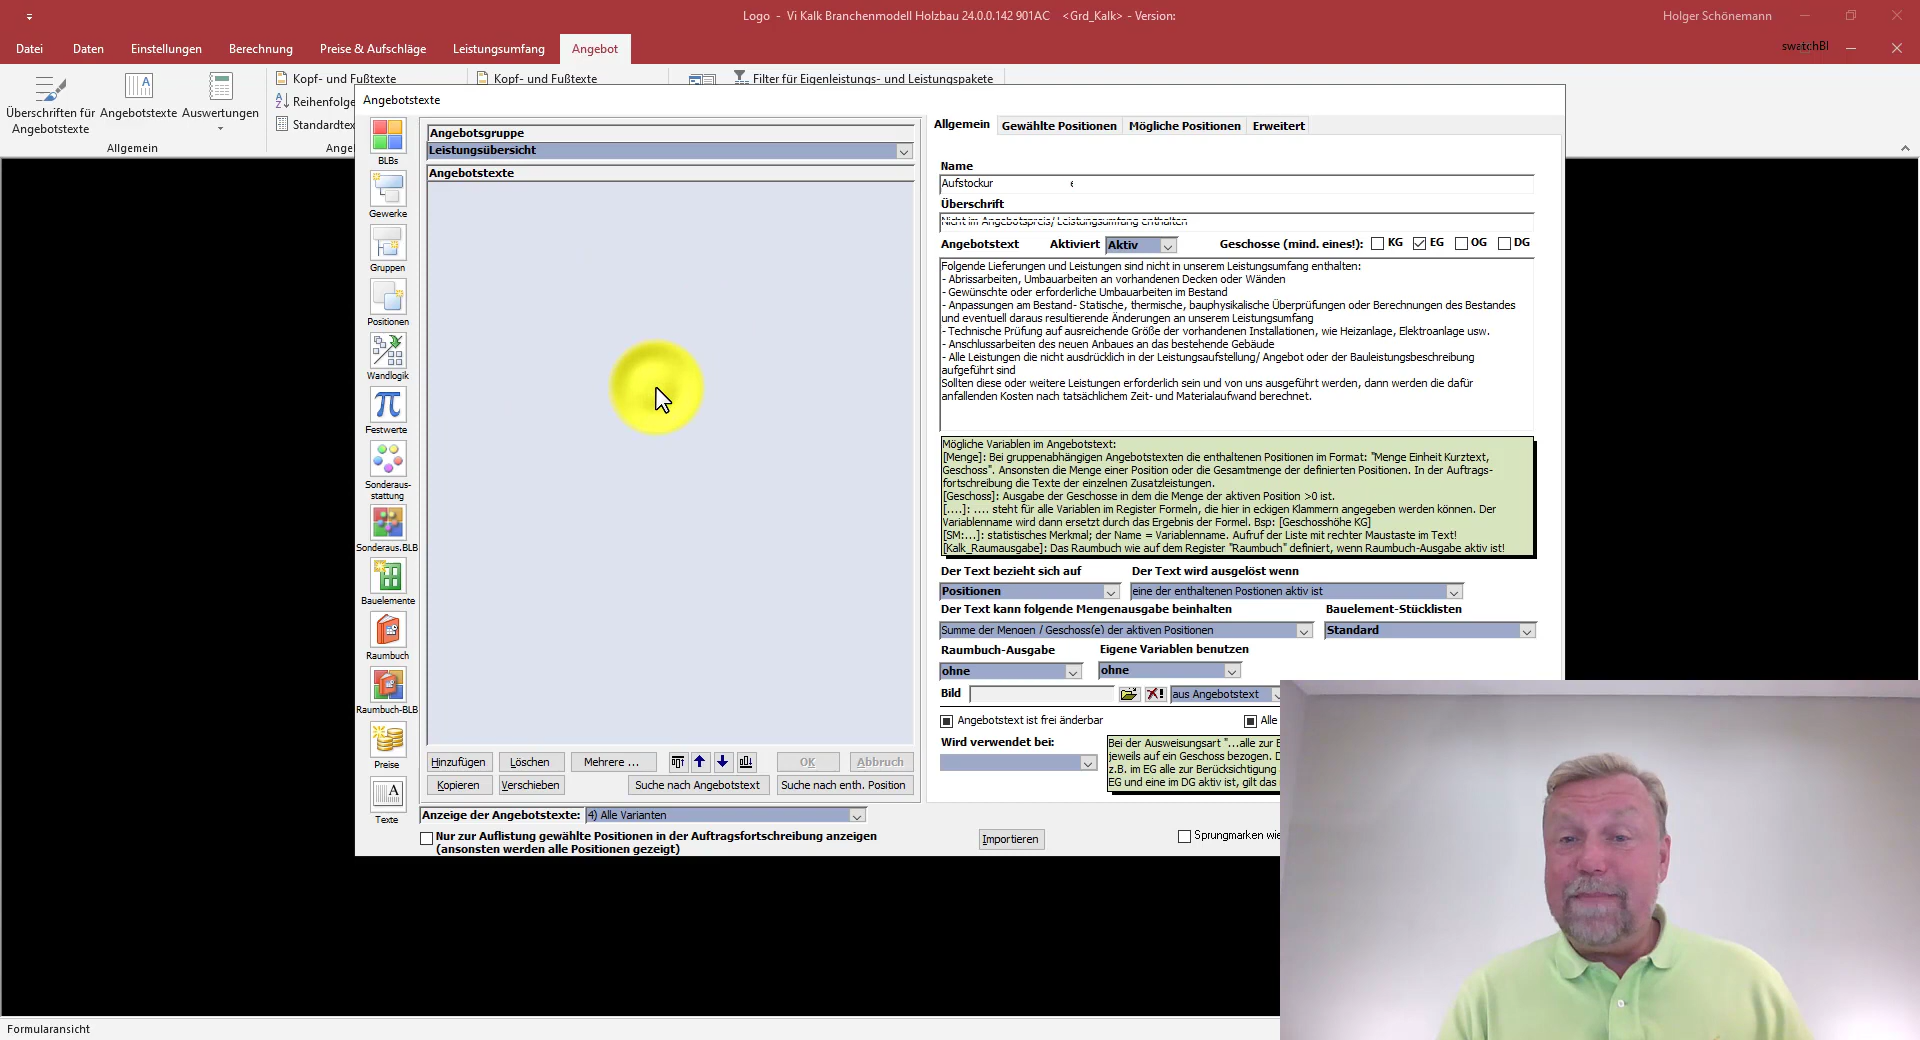 Logo - Vi Kalk Branchenmodell Holzbau 24.0.0.142 901AC <Grd_Kalk> - Version:
Holger Schönemann
Datei Daten Einstellungen Berechnung Preise & Aufschläge Leistungsumfang Angebot
swatchBl
Überschriften für Angebotstexte
Angebotstexte
Auswertungen
Allgemein
Kopf- und Fußtexte
Reihenfolge
Standardtex
Ange
Kopf- und Fußtexte
Filter für Eigenleistungs- und Leistungspakete
Angebotstexte
BLBs
Gewerke
Gruppen
Positionen
Wandlogik
Festwerte
Sonderaus-
stattung
Sonderaus.BLB
Bauelemente
Raumbuch
Raumbuch-BLB
Preise
Texte
Angebotsgruppe
Leistungsübersicht
Angebotstexte
Hinzufügen Löschen Mehrere ... OK Abbruch
Kopieren Verschieben Suche nach Angebotstext Suche nach enth. Position
Anzeige der Angebotstexte: 4) Alle Varianten
Nur zur Auflistung gewählte Positionen in der Auftragsfortschreibung anzeigen
(ansonsten werden alle Positionen gezeigt)
Importieren
Sprungmarken wie
Allgemein Gewählte Positionen Mögliche Positionen Erweitert
Name
Aufstockur
Überschrift
Nicht im Angebotspreis/ Leistungsumfang enthalten
Angebotstext Aktiviert Aktiv Geschosse (mind. eines!): KG EG OG DG
Folgende Lieferungen und Leistungen sind nicht in unserem Leistungsumfang enthalten:
- Abrissarbeiten, Umbauarbeiten an vorhandenen Decken oder Wänden
- Gewünschte oder erforderliche Umbauarbeiten im Bestand
- Anpassungen am Bestand- Statische, thermische, bauphysikalische Überprüfungen oder Berechnungen des Bestandes
und eventuell daraus resultierende Änderungen an unserem Leistungsumfang
- Technische Prüfung auf ausreichende Größe der vorhandenen Installationen, wie Heizanlage, Elektroanlage usw.
- Anschlussarbeiten des neuen Anbaues an das bestehende Gebäude
- Alle Leistungen die nicht ausdrücklich in der Leistungsaufstellung/ Angebot oder der Bauleistungsbeschreibung
aufgeführt sind
Sollten diese oder weitere Leistungen erforderlich sein und von uns ausgeführt werden, dann werden die dafür
anfallenden Kosten nach tatsächlichem Zeit- und Materialaufwand berechnet.
Mögliche Variablen im Angebotstext:
[Menge]: Bei gruppenabhängigen Angebotstexten die enthaltenen Positionen im Format: "Menge Einheit Kurztext,
Geschoss". Ansonsten die Menge einer Position oder die Gesamtmenge der definierten Positionen. In der Auftrags-
fortschreibung die Texte der einzelnen Zusatzleistungen.
[Geschoss]: Ausgabe der Geschosse in dem die Menge der aktiven Position >0 ist.
[....]: .... steht für alle Variablen im Register Formeln, die hier in eckigen Klammern angegeben werden können. Der
Variablenname wird dann ersetzt durch das Ergebnis der Formel. Bsp: [Geschosshöhe KG]
[SM:...]: statistisches Merkmal; der Name = Variablenname. Aufruf der Liste mit rechter Maustaste im Text!
[Kalk_Raumausgabe]: Das Raumbuch wie auf dem Register "Raumbuch" definiert, wenn Raumbuch-Ausgabe aktiv ist!
Der Text bezieht sich auf Der Text wird ausgelöst wenn
Positionen eine der enthaltenen Postionen aktiv ist
Der Text kann folgende Mengenausgabe beinhalten Bauelement-Stücklisten
Summe der Mengen / Geschoss(e) der aktiven Positionen Standard
Raumbuch-Ausgabe Eigene Variablen benutzen
ohne ohne
Bild aus Angebotstext
Angebotstext ist frei änderbar Alle
Wird verwendet bei:
Bei der Ausweisungsart "...alle zur B
jeweils auf ein Geschoss bezogen. D
z.B. im EG alle zur Berücksichtigung
EG und eine im DG aktiv ist, gilt das
Formularansicht